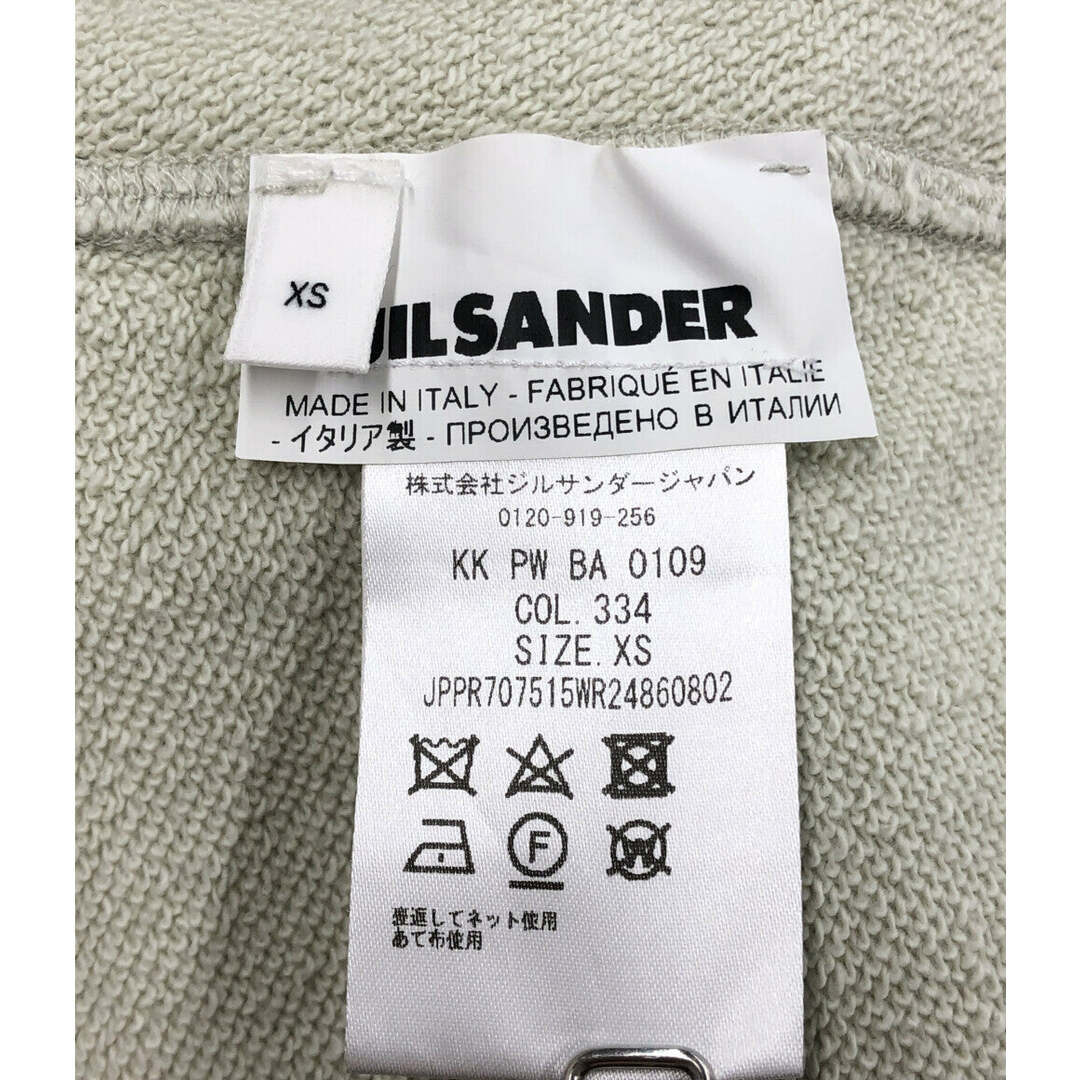 XS
JIL SANDER
MADE IN ITALY - FABRIQUÉ EN ITALIE
- イタリア製 - ПРОИЗВЕДЕНО В ИТАЛИИ
株式会社ジルサンダージャパン
0120-919-256
KK PW BA 0109
COL. 334
SIZE. XS
JPPR707515WR24860802
F
W
裏返してネット使用
あて布使用